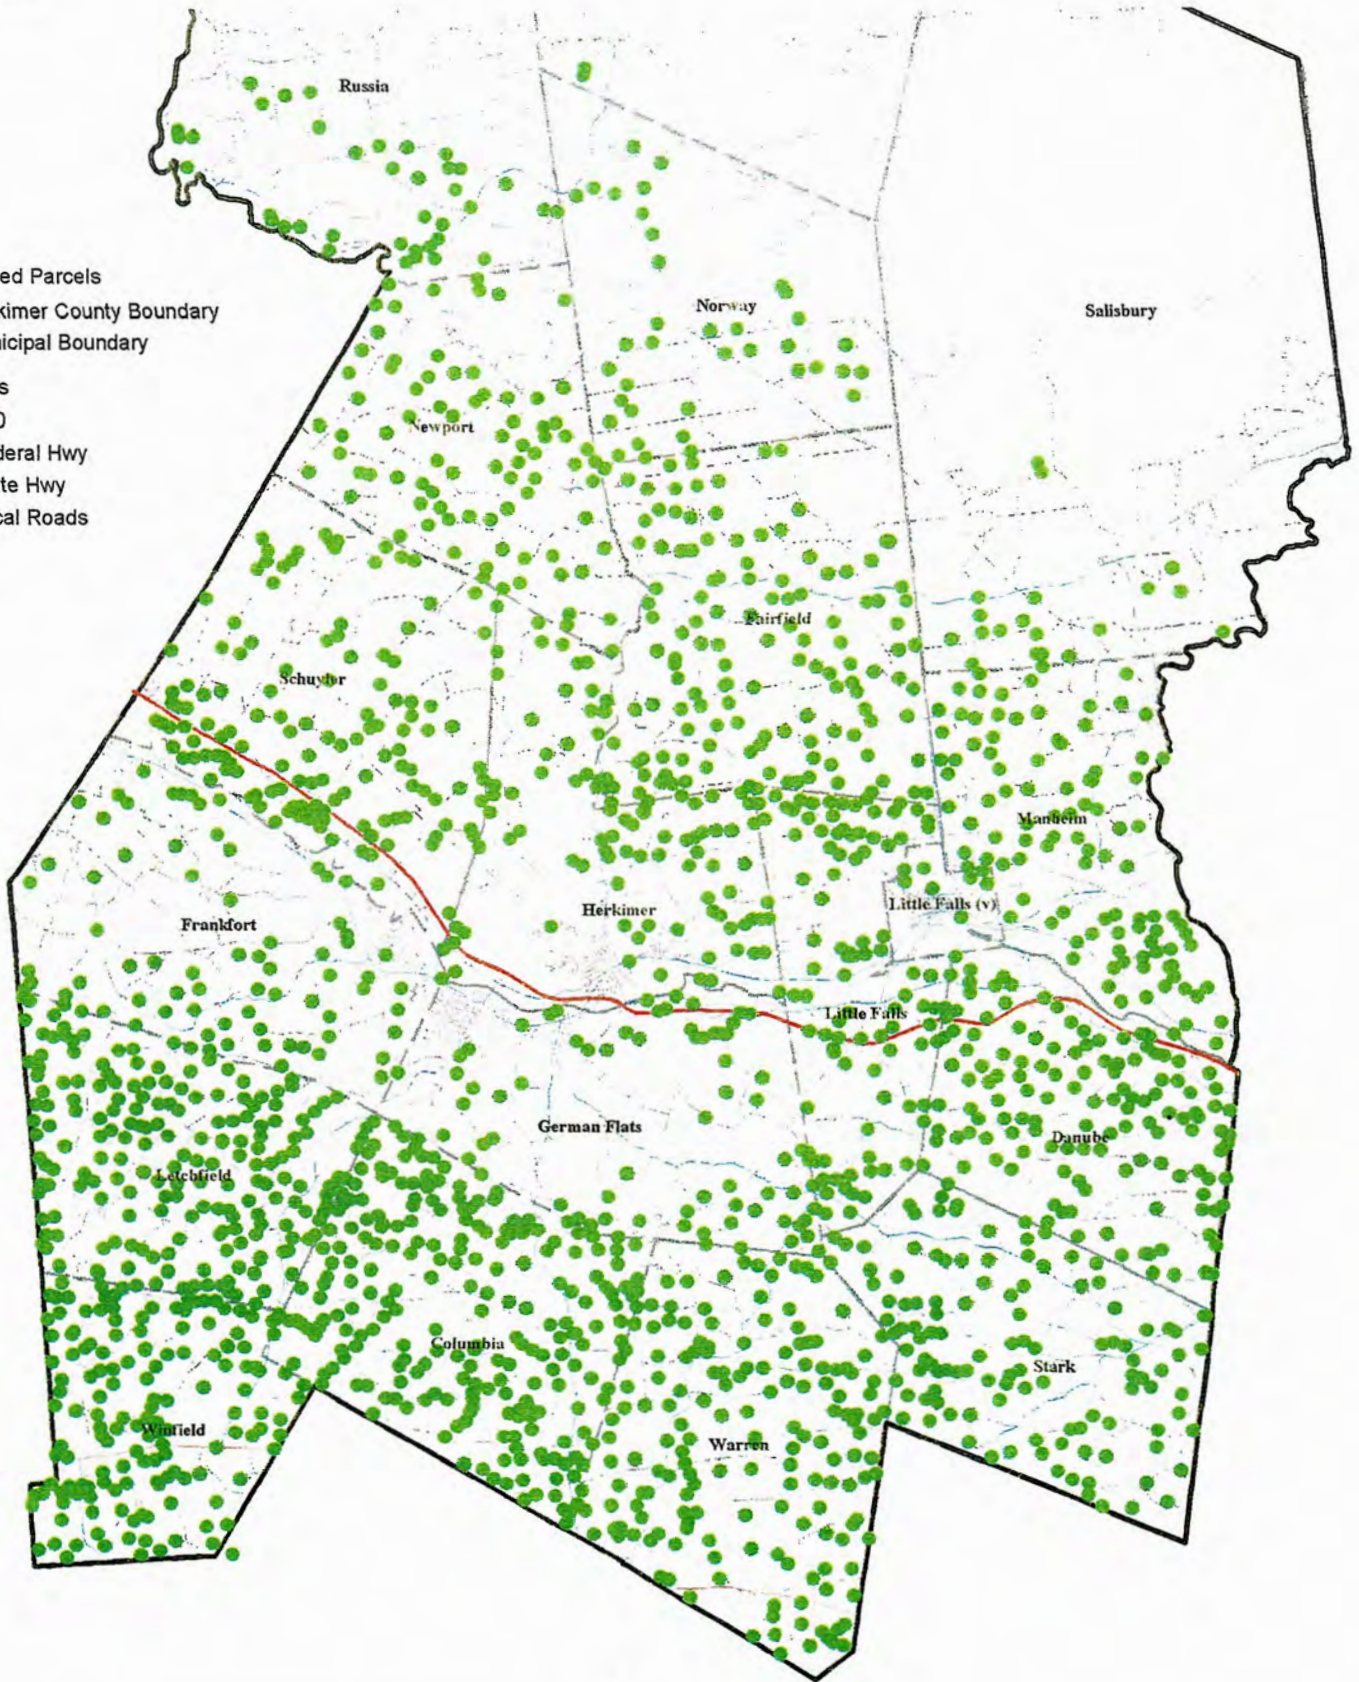 Russia
ed Parcels
kimer County Boundary
nicipal Boundary
s
0
deral Hwy
te Hwy
cal Roads
Norway
Salisbury
Newport
Fairfield
Schuyler
Manheim
Little Falls (v)
Herkimer
Frankfort
Little Falls
German Flats
Danube
Letchfield
Columbia
Stark
Winfield
Warren